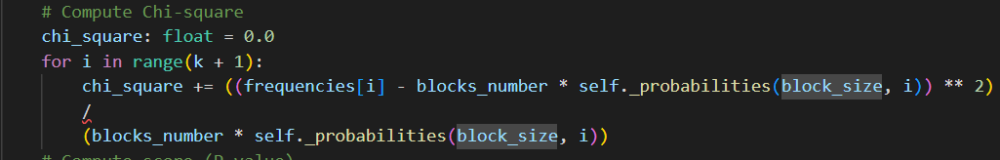 # Compute Chi-square
chi_square: float = 0.0
for i in range(k + 1):
chi_square += ((frequencies[i] - blocks_number * self._probabilities(block_size, i)) ** 2)
/
(blocks_number * self._probabilities(block_size, i))
# Compute score (P-value)